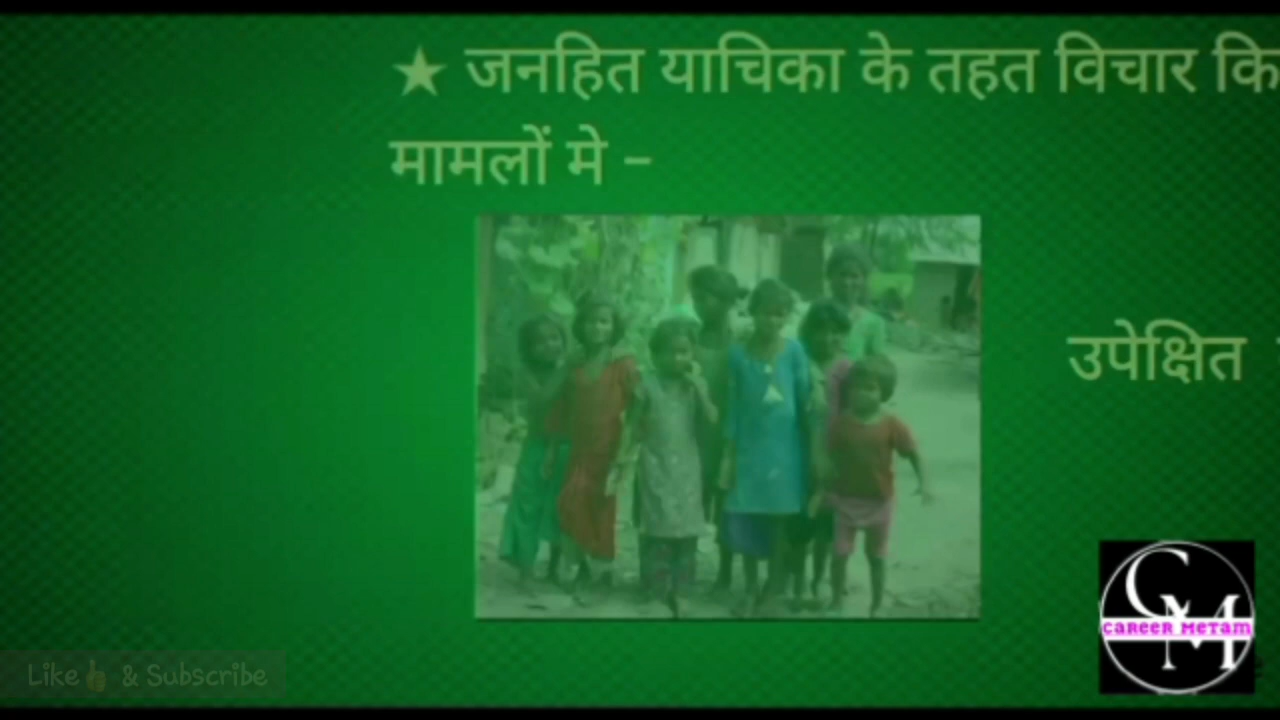 ★ जनहित याचिका के तहत विचार कि
मामलों मे –
उपेक्षित
Like👍 & Subscribe
CM
CAREER METAM